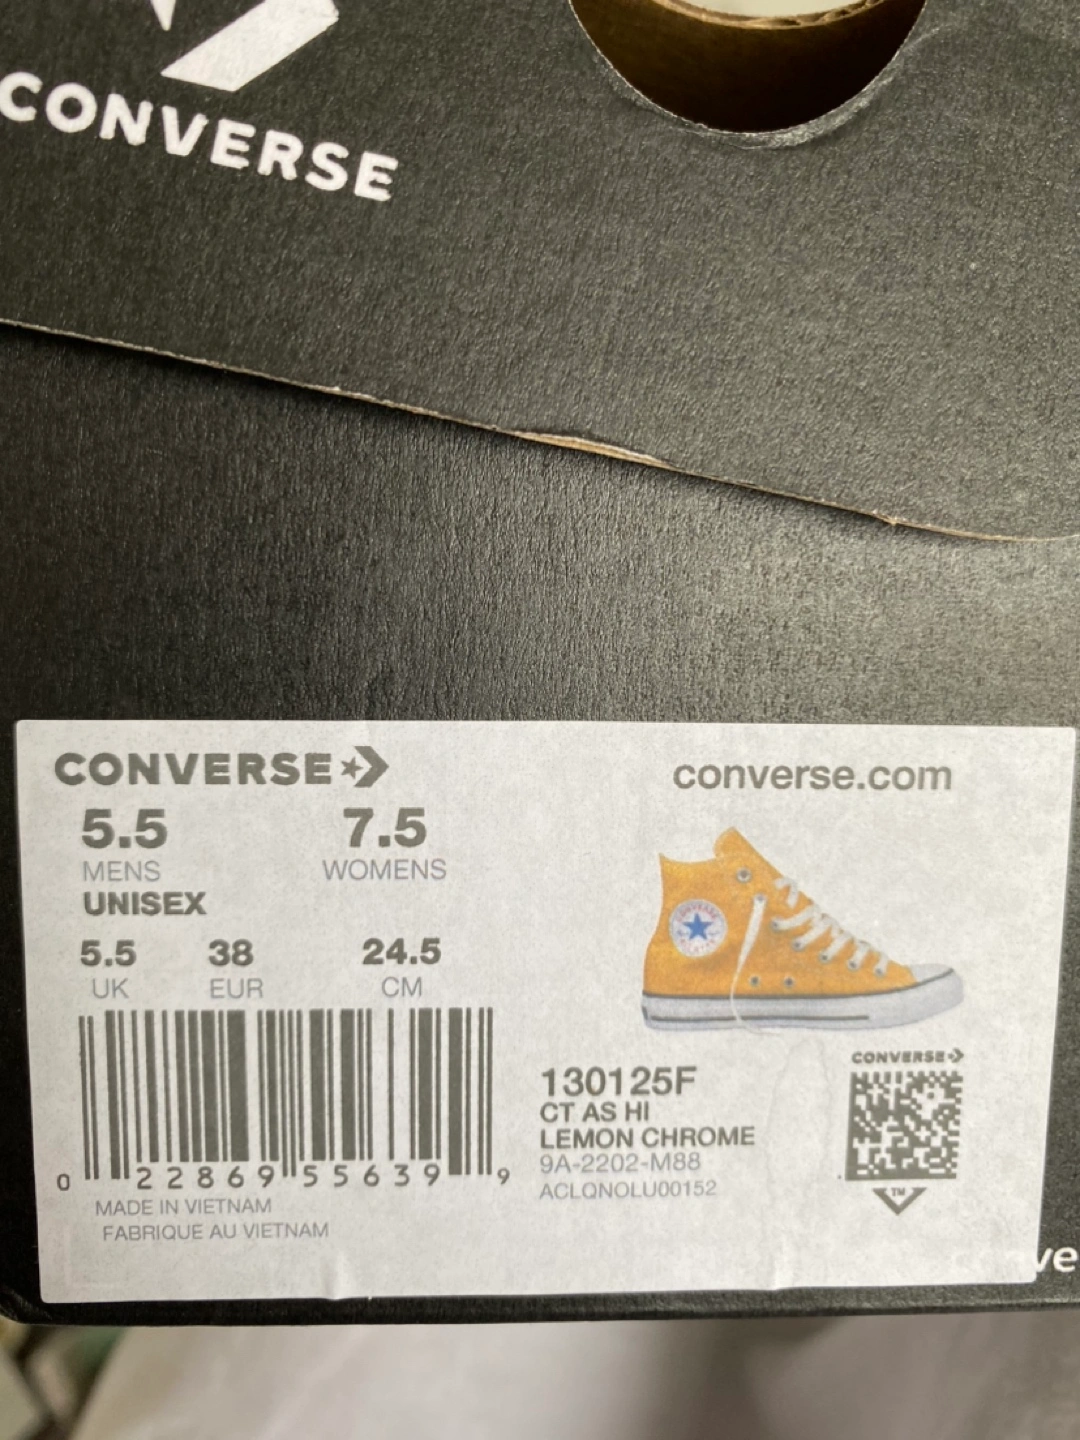 CONVERSE
CONVERSE
converse.com
5.5 7.5
MENS WOMENS
UNISEX
5.5 38 24.5
UK EUR CM
0 22869 55639 9
MADE IN VIETNAM
FABRIQUE AU VIETNAM
CONVERSE
130125F
CT AS HI
LEMON CHROME
9A-2202-M88
ACLQNOLU00152
CONVERSE
TM